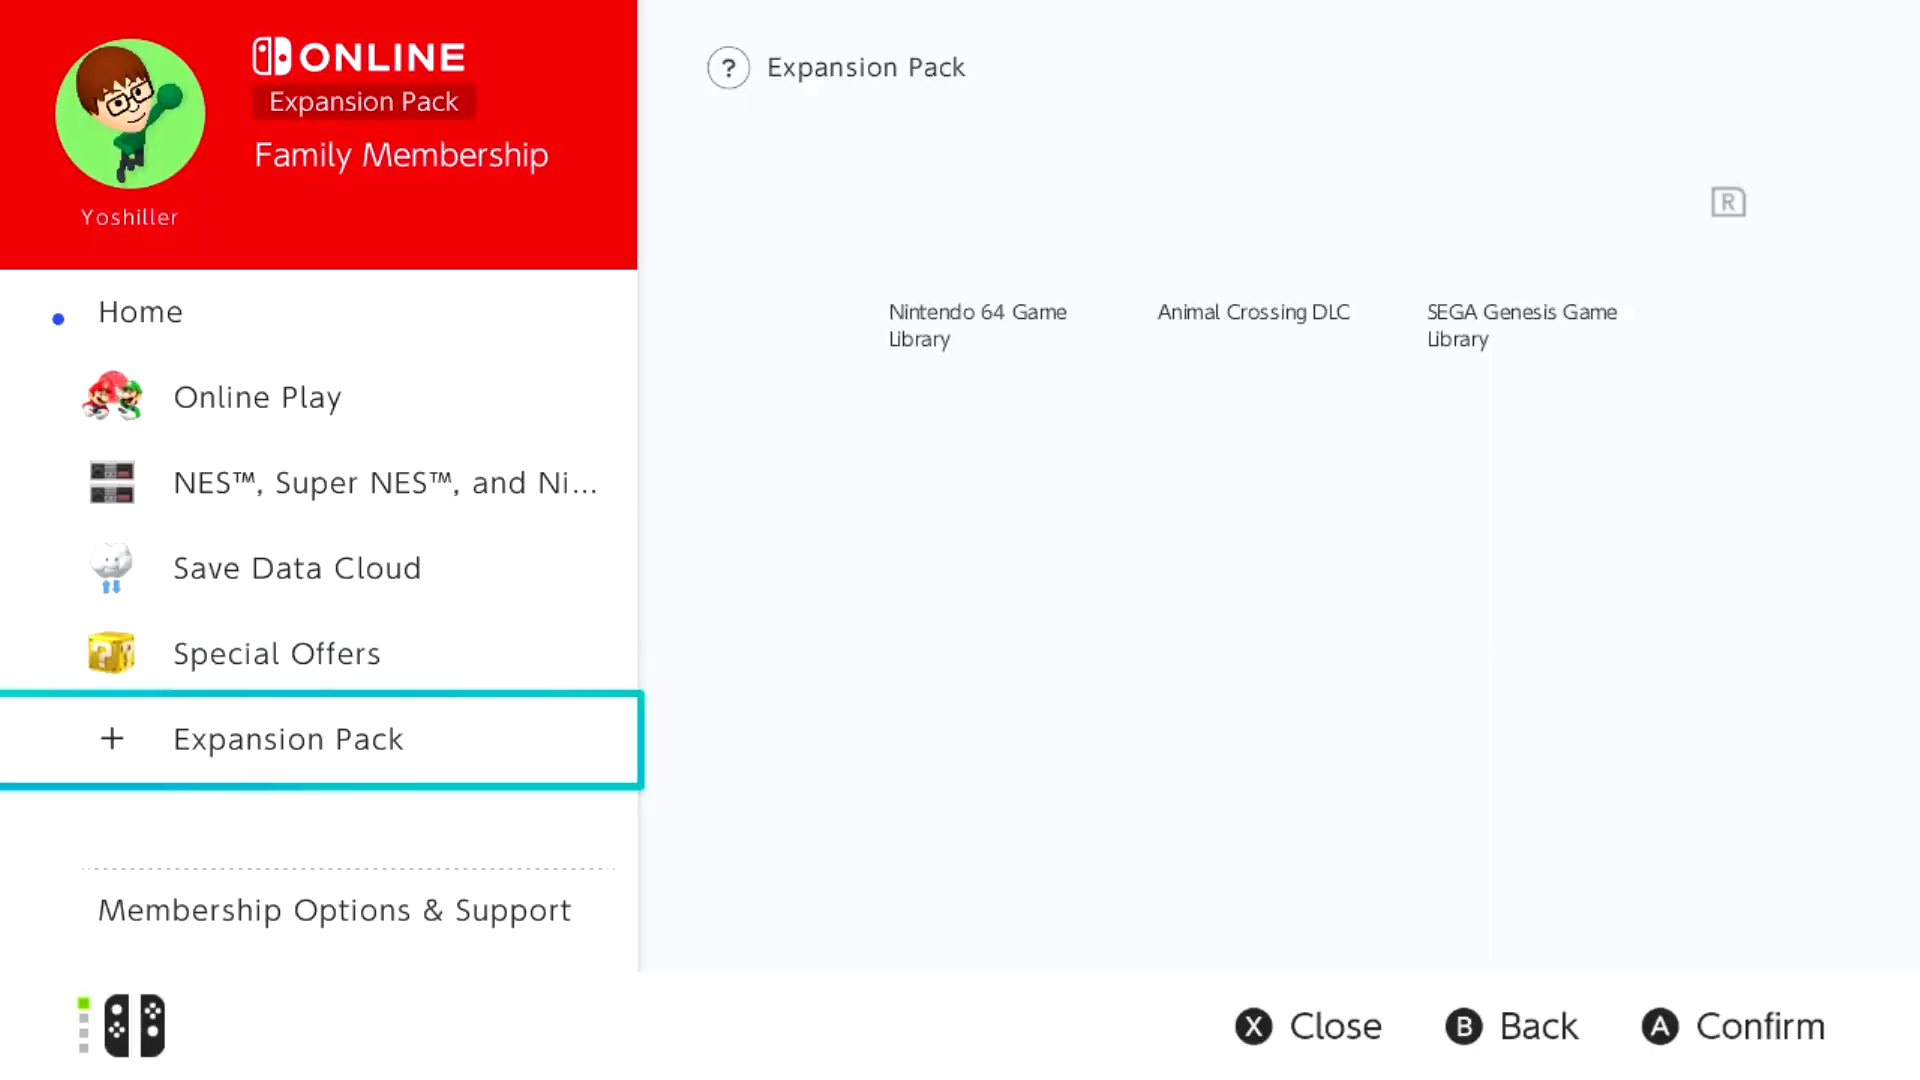 ONLINE
Expansion Pack
Family Membership
Yoshiller
Home
Online Play
NES™, Super NES™, and Ni...
Save Data Cloud
Special Offers
+ Expansion Pack
Membership Options & Support
? Expansion Pack
R
Nintendo 64 Game
Library
Animal Crossing DLC
SEGA Genesis Game
Library
X Close
B Back
A Confirm